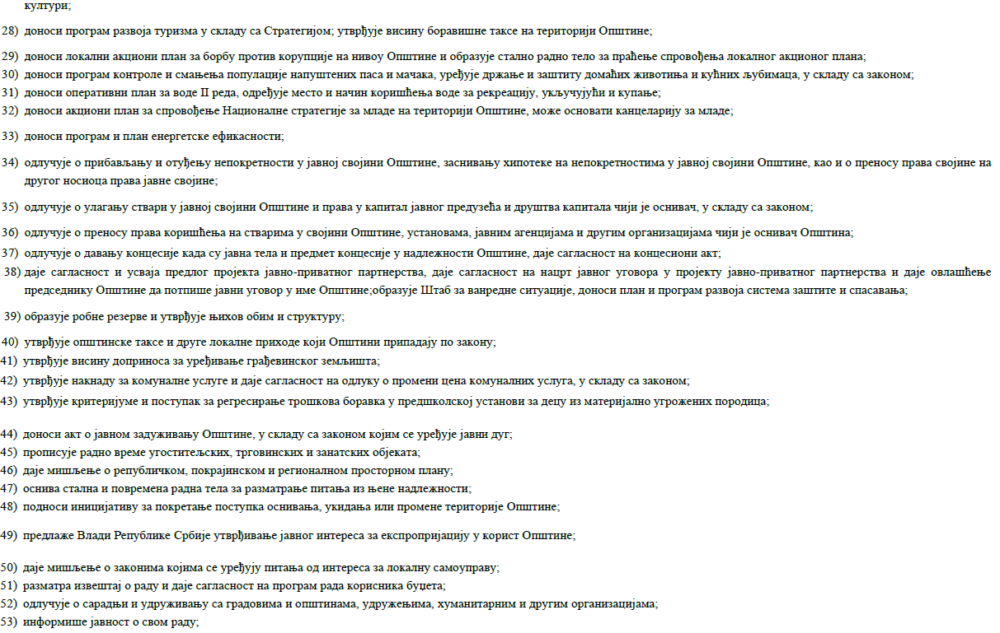 култури;
28) доноси програм развоја туризма у складу са Стратегијом; утврђује висину боравишне таксе на територији Општине;
29) доноси локални акциони план за борбу против корупције на нивоу Општине и образује стално радно тело за праћење спровођења локалног акционог плана;
30) доноси програм контроле и смањења популације напуштених паса и мачака, уређује држање и заштиту домаћих животиња и кућних љубимаца, у складу са законом;
31) доноси оперативни план за воде II реда, одређује место и начин коришћења воде за рекреацију, укључујући и купање;
32) доноси акциони план за спровођење Националне стратегије за младе на територији Општине, може основати канцеларију за младе;
33) доноси програм и план енергетске ефикасности;
34) одлучује о прибављању и отуђењу непокретности у јавној својини Општине, заснивању хипотеке на непокретностима у јавној својини Општине, као и о преносу права својине на
другог носиоца права јавне својине;
35) одлучује о улагању ствари у јавној својини Општине и права у капитал јавног предузећа и друштва капитала чији је оснивач, у складу са законом;
36) одлучује о преносу права коришћења на стварима у својини Општине, установама, јавним агенцијама и другим организацијама чији је оснивач Општина;
37) одлучује о давању концесије када су јавна тела и предмет концесије у надлежности Општине, даје сагласност на концесиони акт;
38) даје сагласност и усваја предлог пројекта јавно-приватног партнерства, даје сагласност на нацрт јавног уговора у пројекту јавно-приватног партнерства и даје овлашћење
председнику Општине да потпише јавни уговор у име Општине;образује Штаб за ванредне ситуације, доноси план и програм развоја система заштите и спасавања;
39) образује робне резерве и утврђује њихов обим и структуру;
40) утврђује општинске таксе и друге локалне приходе који Општини припадају по закону;
41) утврђује висину доприноса за уређивање грађевинског земљишта;
42) утврђује накнаду за комуналне услуге и даје сагласност на одлуку о промени цена комуналних услуга, у складу са законом;
43) утврђује критеријуме и поступак за регресирање трошкова боравка у предшколској установи за децу из материјално угрожених породица;
44) доноси акт о јавном задуживању Општине, у складу са законом којим се уређује јавни дуг;
45) прописује радно време угоститељских, трговинских и занатских објеката;
46) даје мишљење о републичком, покрајинском и регионалном просторном плану;
47) оснива стална и повремена радна тела за разматрање питања из њене надлежности;
48) подноси иницијативу за покретање поступка оснивања, укидања или промене територије Општине;
49) предлаже Влади Републике Србије утврђивање јавног интереса за експропријацију у корист Општине;
50) даје мишљење о законима којима се уређују питања од интереса за локалну самоуправу;
51) разматра извештај о раду и даје сагласност на програм рада корисника буџета;
52) одлучује о сарадњи и удруживању са градовима и општинама, удружењима, хуманитарним и другим организацијама;
53) информише јавност о свом раду;